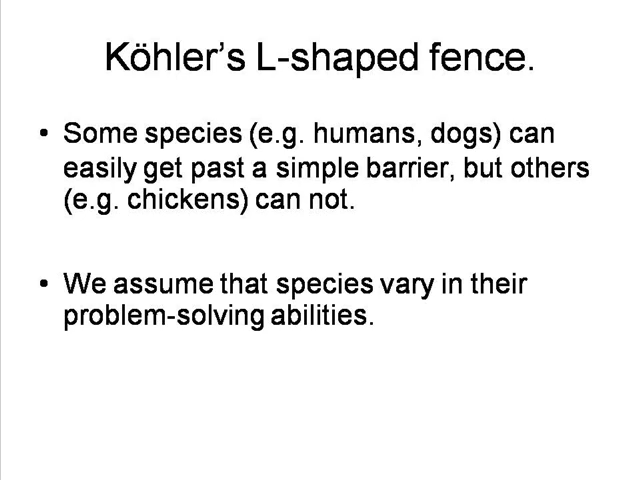 Köhler's L-shaped fence.
• Some species (e.g. humans, dogs) can
easily get past a simple barrier, but others
(e.g. chickens) can not.
• We assume that species vary in their
problem-solving abilities.